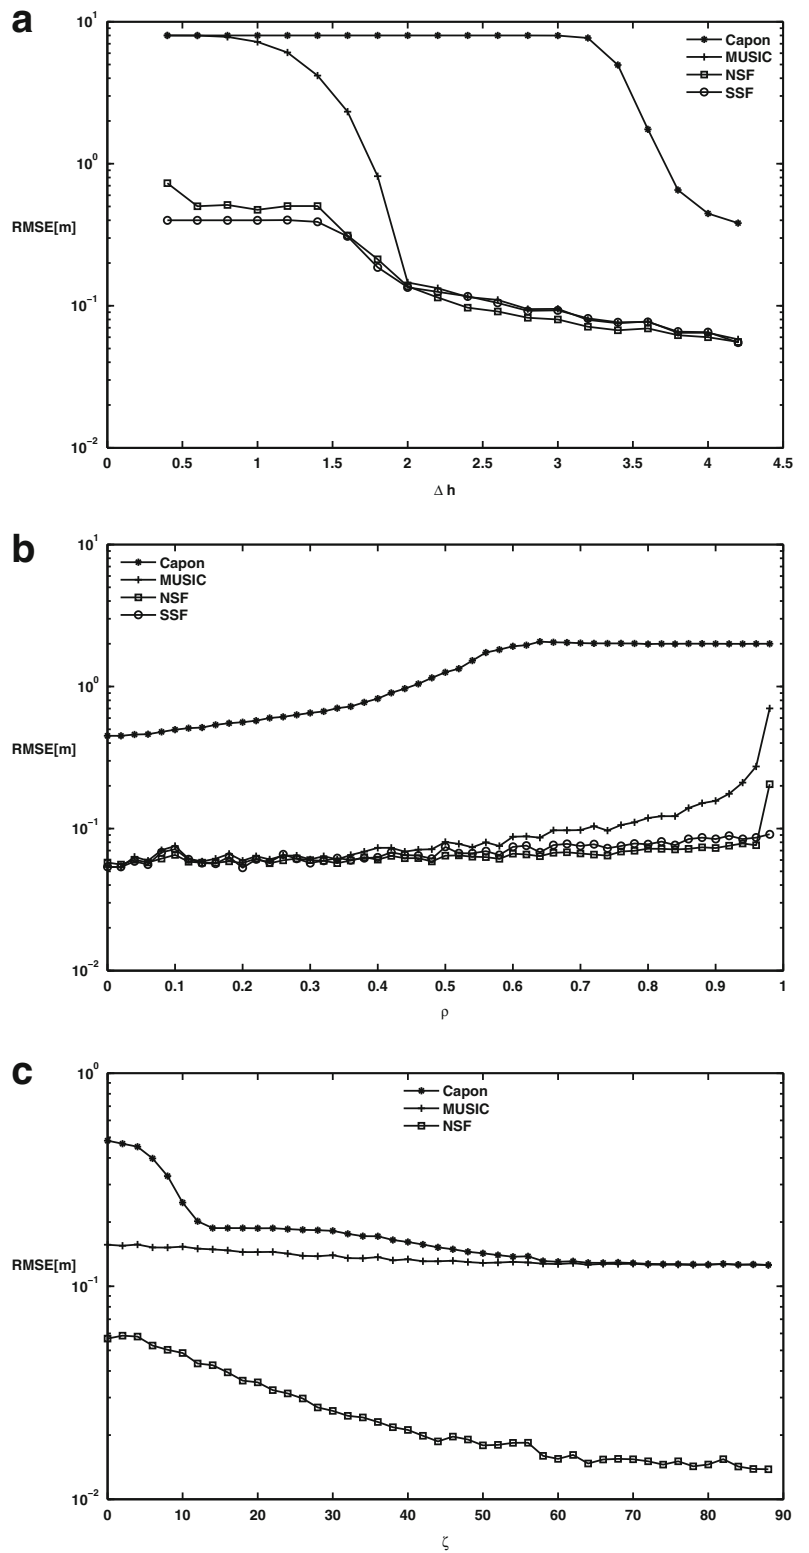 a
10^1
10^0
10^−1
10^−2
RMSE[m]
Capon
MUSIC
NSF
SSF
0 0.5 1 1.5 2 2.5 3 3.5 4 4.5
Δ h
b
10^1
10^0
10^−1
10^−2
RMSE[m]
Capon
MUSIC
NSF
SSF
0 0.1 0.2 0.3 0.4 0.5 0.6 0.7 0.8 0.9 1
ρ
c
10^0
10^−1
10^−2
RMSE[m]
Capon
MUSIC
NSF
0 10 20 30 40 50 60 70 80 90
ζ